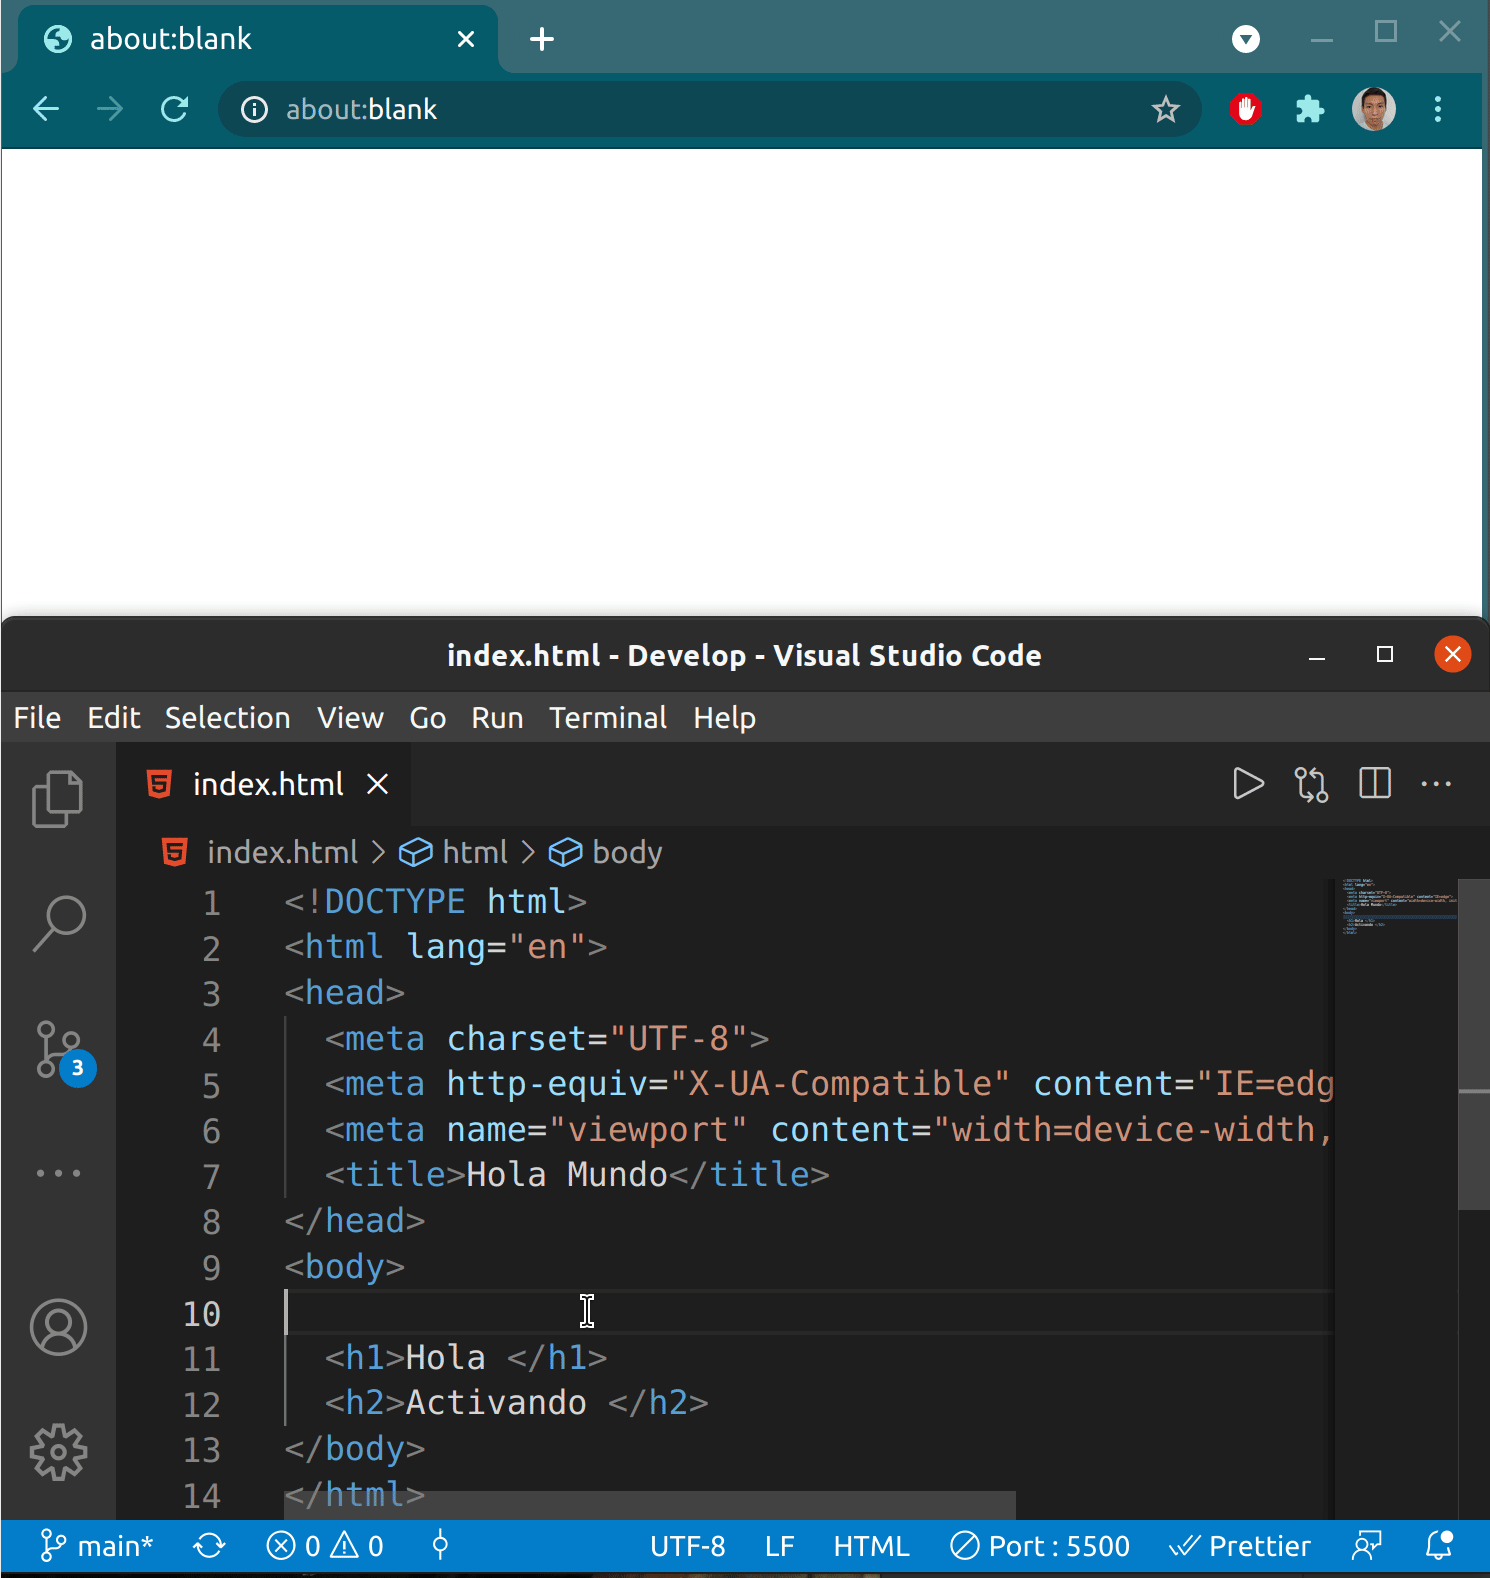 about:blank
about:blank
index.html - Develop - Visual Studio Code
File Edit Selection View Go Run Terminal Help
index.html
index.html > html > body
1 <!DOCTYPE html>
2 <html lang="en">
3 <head>
4 <meta charset="UTF-8">
5 <meta http-equiv="X-UA-Compatible" content="IE=edg
6 <meta name="viewport" content="width=device-width,
7 <title>Hola Mundo</title>
8 </head>
9 <body>
10
11 <h1>Hola </h1>
12 <h2>Activando </h2>
13 </body>
14 </html>
3
main* 0 0 UTF-8 LF HTML Port : 5500 Prettier